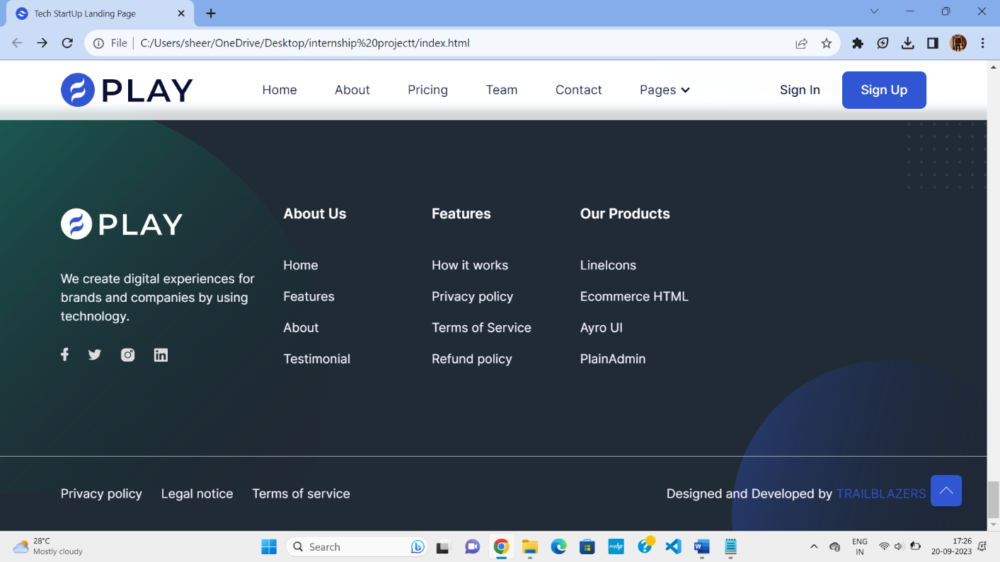 Tech StartUp Landing Page
File
C:/Users/sheer/OneDrive/Desktop/internship%20projectt/index.html
PLAY
Home
About
Pricing
Team
Contact
Pages
Sign In
Sign Up
PLAY
We create digital experiences for
brands and companies by using
technology.
About Us
Home
Features
About
Testimonial
Features
How it works
Privacy policy
Terms of Service
Refund policy
Our Products
LineIcons
Ecommerce HTML
Ayro UI
PlainAdmin
Privacy policy
Legal notice
Terms of service
Designed and Developed by TRAILBLAZERS
28°C
Mostly cloudy
Search
myhp
ENG
IN
17:26
20-09-2023